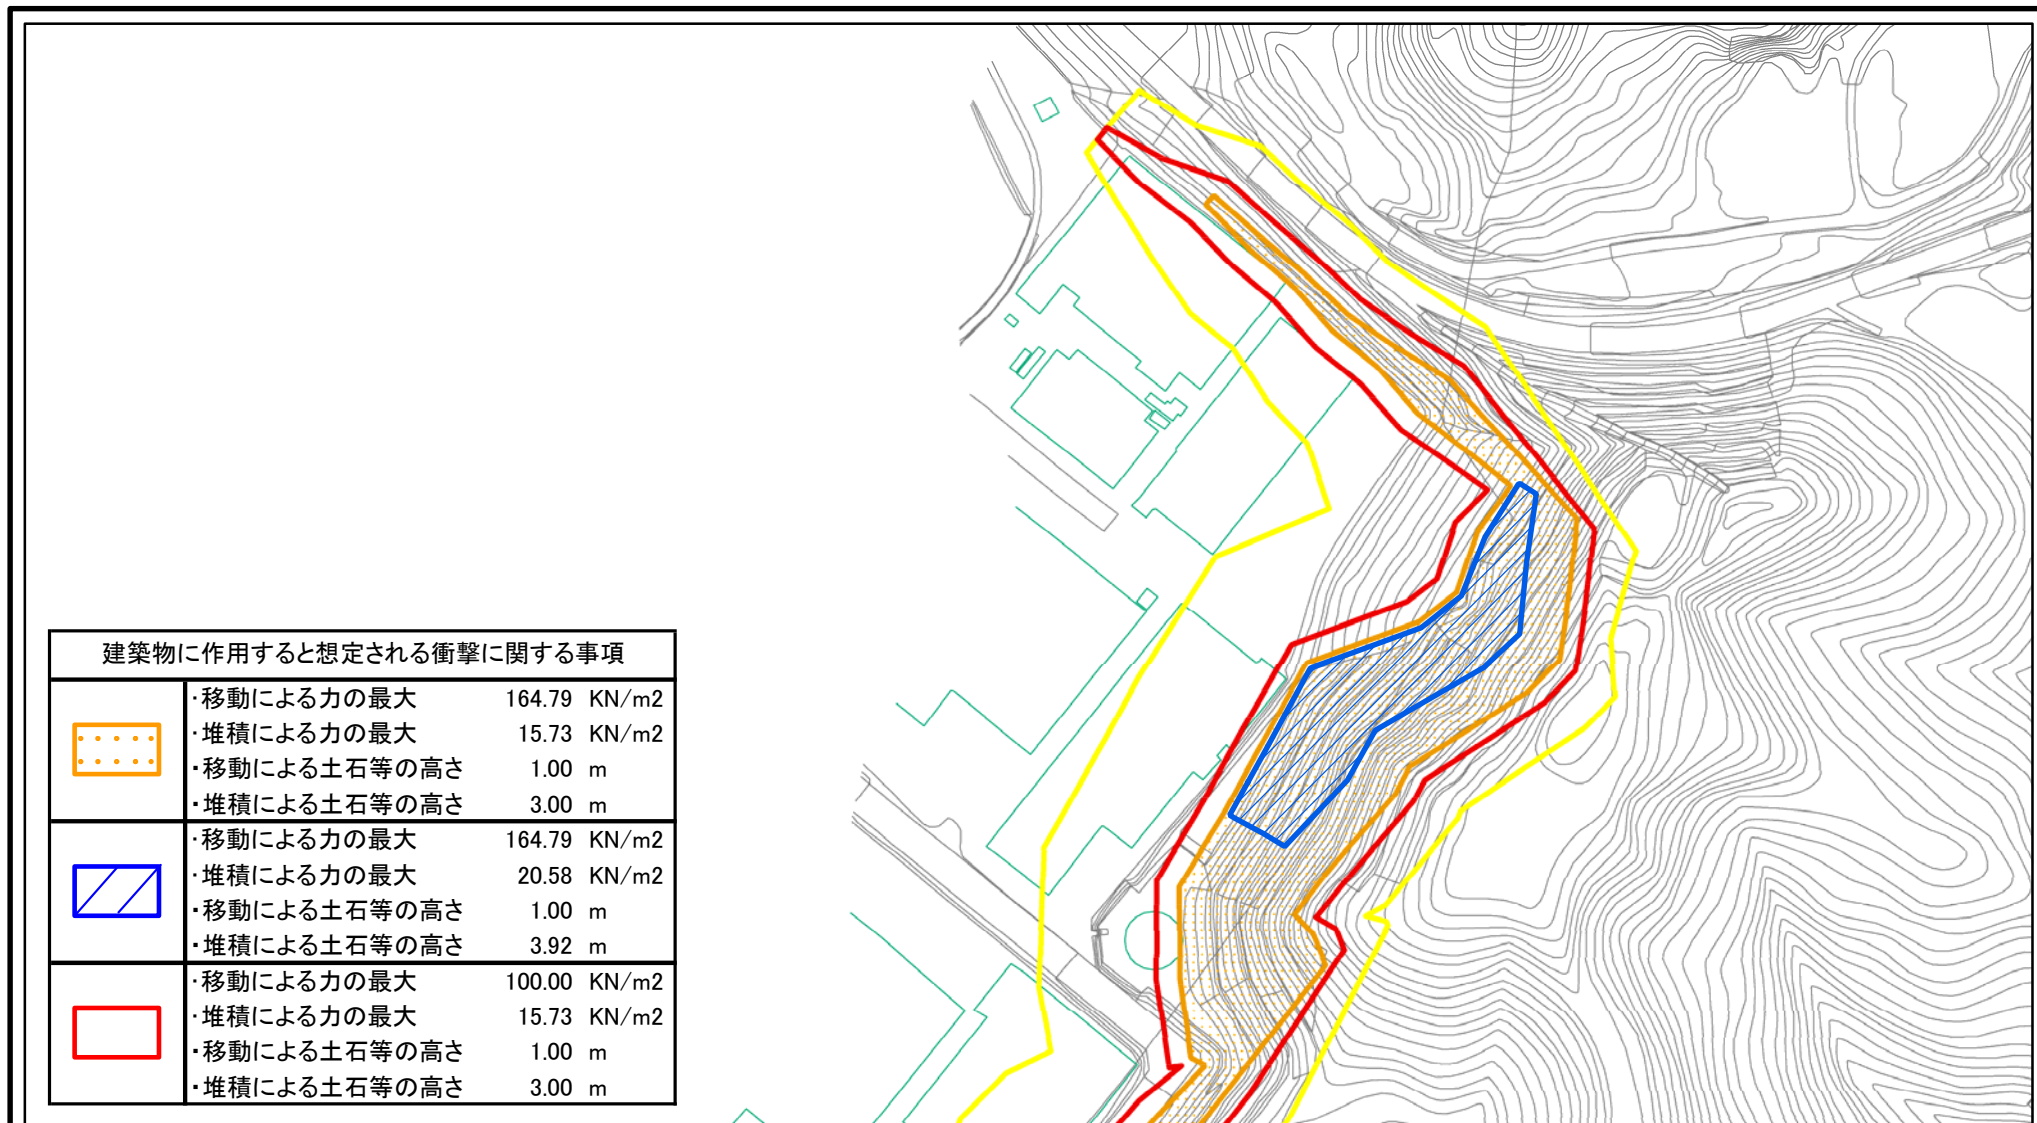 建築物に作用すると想定される衝撃に関する事項
・移動による力の最大 164.79 KN/m2
・堆積による力の最大 15.73 KN/m2
・移動による土石等の高さ 1.00 m
・堆積による土石等の高さ 3.00 m
・移動による力の最大 164.79 KN/m2
・堆積による力の最大 20.58 KN/m2
・移動による土石等の高さ 1.00 m
・堆積による土石等の高さ 3.92 m
・移動による力の最大 100.00 KN/m2
・堆積による力の最大 15.73 KN/m2
・移動による土石等の高さ 1.00 m
・堆積による土石等の高さ 3.00 m